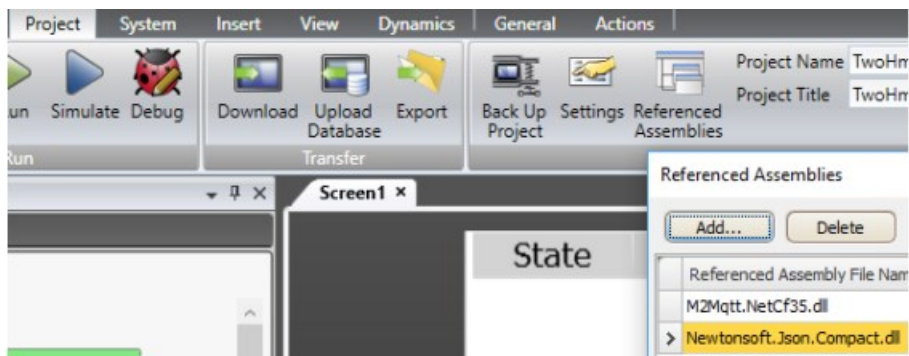 Project System Insert View Dynamics General Actions
Simulate Debug Download Upload Database Export Back Up Project Settings Referenced Assemblies
Project Name TwoHm
Project Title TwoHm
Run Transfer
Referenced Assemblies
Screen1 ×
Add... Delete
State
Referenced Assembly File Nam
M2Mqtt.NetCf35.dll
Newtonsoft.Json.Compact.dll